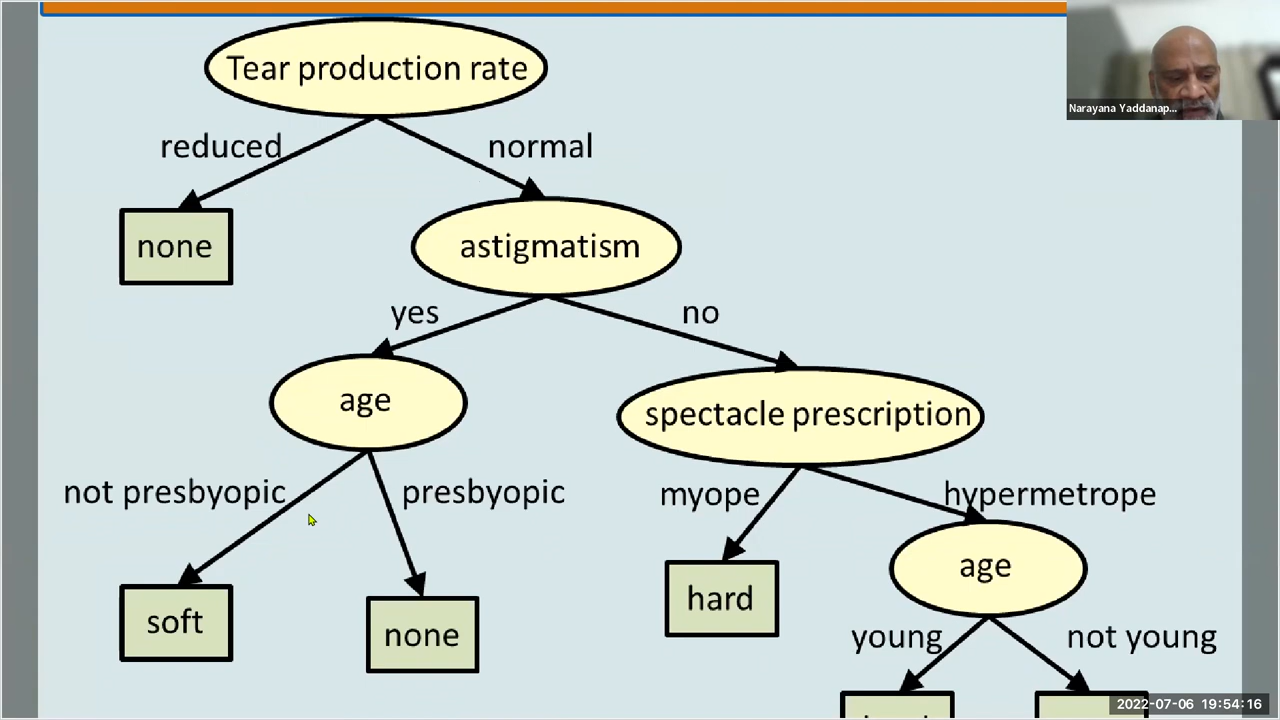 Tear production rate
Narayana Yaddanap...
reduced
normal
none
astigmatism
yes
no
age
spectacle prescription
not presbyopic
presbyopic
myope
hypermetrope
age
hard
soft
none
young
not young
2022-07-06 19:54:16